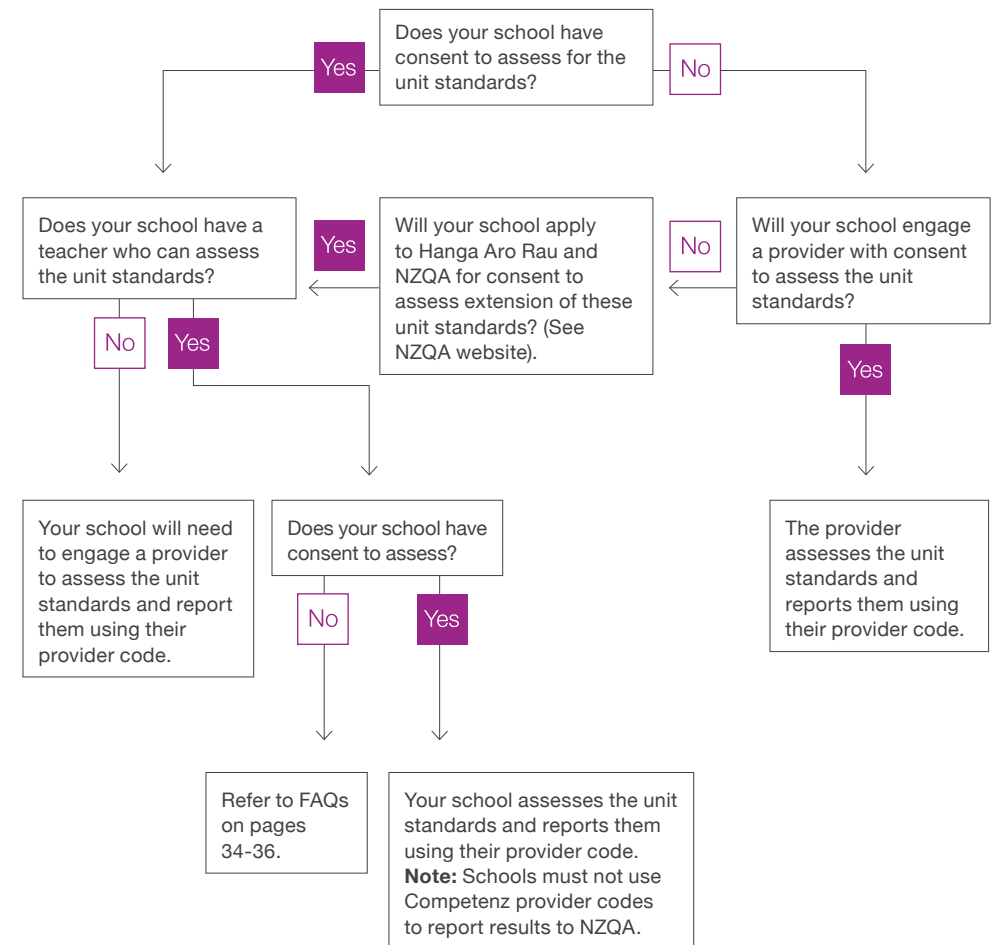 Does your school have
consent to assess for the
unit standards?
Yes
No
Does your school have a
teacher who can assess
the unit standards?
Yes
Will your school apply
to Hanga Aro Rau and
NZQA for consent to
assess extension of these
unit standards? (See
NZQA website).
No
Will your school engage
a provider with consent
to assess the unit
standards?
No
Yes
Yes
Your school will need
to engage a provider
to assess the unit
standards and report
them using their
provider code.
Does your school have
consent to assess?
The provider
assesses the unit
standards and
reports them using
their provider code.
No
Yes
Refer to FAQs
on pages
34-36.
Your school assesses the unit
standards and reports them
using their provider code.
Note: Schools must not use
Competenz provider codes
to report results to NZQA.